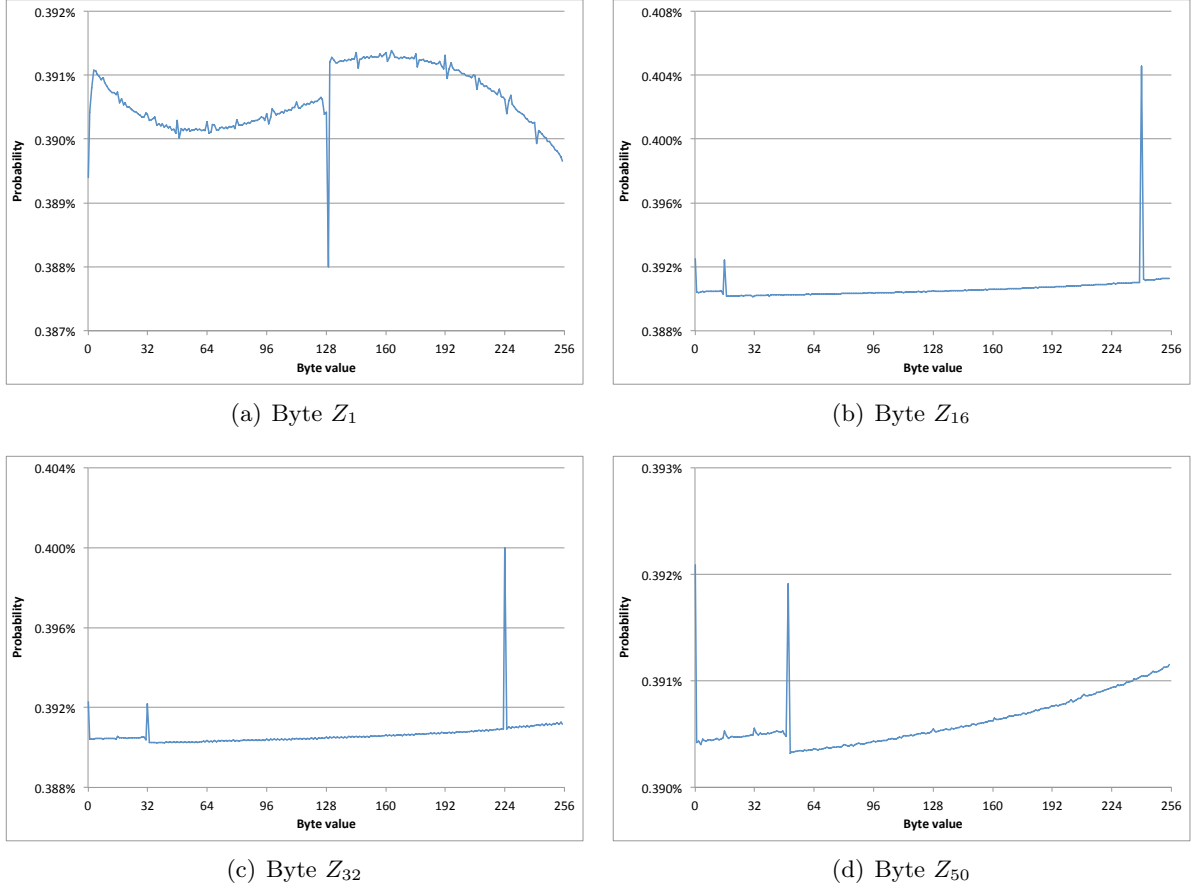 0.392%
0.391%
0.390%
0.389%
0.388%
0.387%
Probability
0 32 64 96 128 160 192 224 256
Byte value
(a) Byte Z1
0.408%
0.404%
0.400%
0.396%
0.392%
0.388%
Probability
0 32 64 96 128 160 192 224 256
Byte value
(b) Byte Z16
0.404%
0.400%
0.396%
0.392%
0.388%
Probability
0 32 64 96 128 160 192 224 256
Byte value
(c) Byte Z32
0.393%
0.392%
0.391%
0.390%
Probability
0 32 64 96 128 160 192 224 256
Byte value
(d) Byte Z50